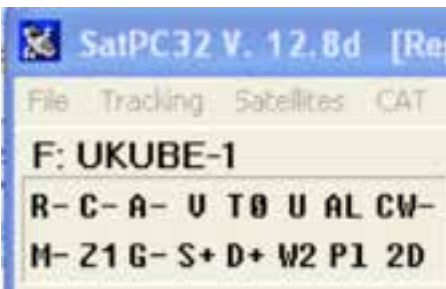 SatPC32 V. 12.8d [Re
File Tracking Satellites CAT
F: UKUBE-1
R- C- A- V T0 U AL CW-
M- Z1 G- S+ D+ W2 P1 2D